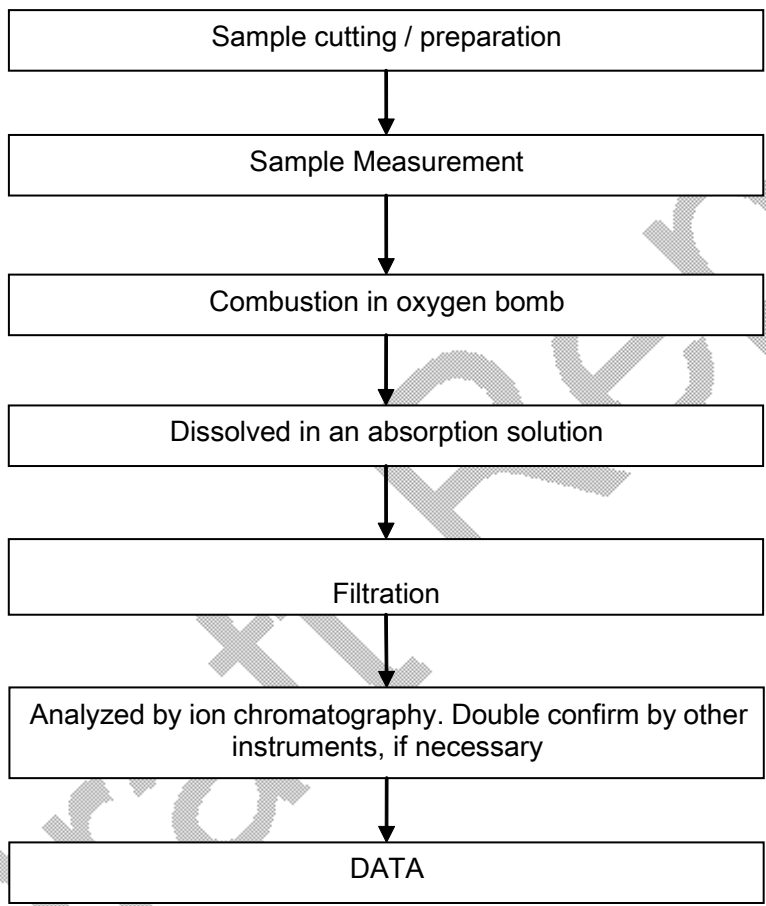 Sample cutting / preparation
Sample Measurement
Combustion in oxygen bomb
Dissolved in an absorption solution
Filtration
Analyzed by ion chromatography. Double confirm by other
instruments, if necessary
DATA